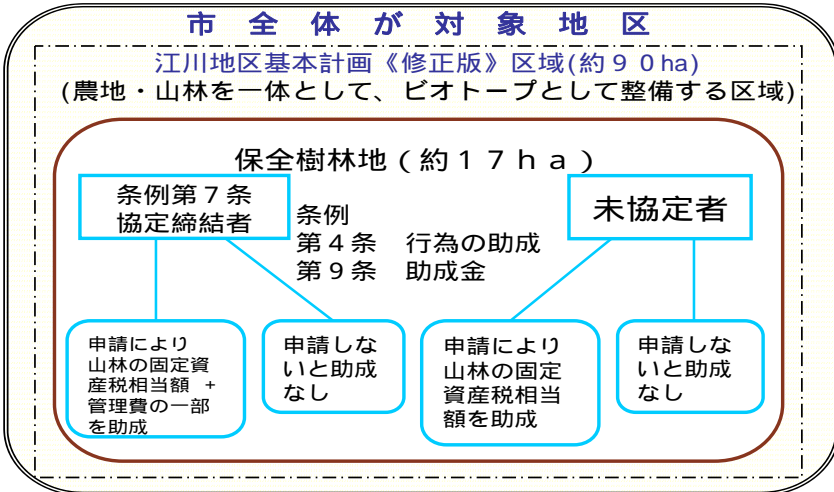 市全体が対象地区
江川地区基本計画《修正版》区域(約９０ha)
(農地・山林を一体として、ビオトープとして整備する区域)
保全樹林地(約１７ｈａ)
条例第７条
協定締結者
条例
第４条　行為の助成
第９条　助成金
未協定者
申請により
山林の固定資
産税相当額　+
管理費の一部
を助成
申請しな
いと助成
なし
申請により
山林の固定
資産税相当
額を助成
申請しな
いと助成
なし